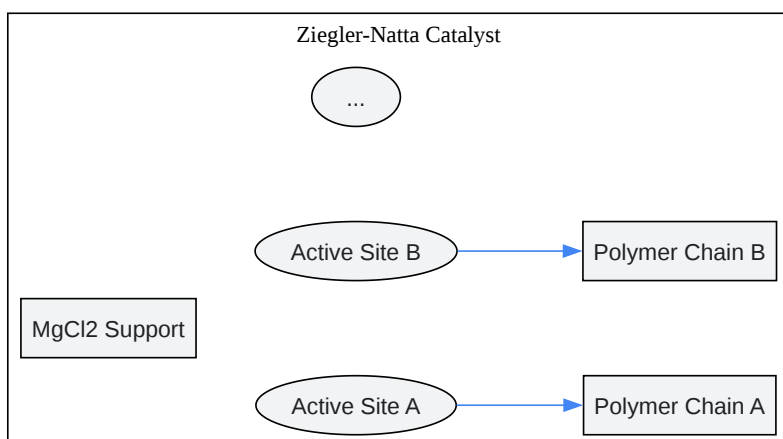 Ziegler-Natta Catalyst
...
Active Site B
Polymer Chain B
MgCl2 Support
Active Site A
Polymer Chain A